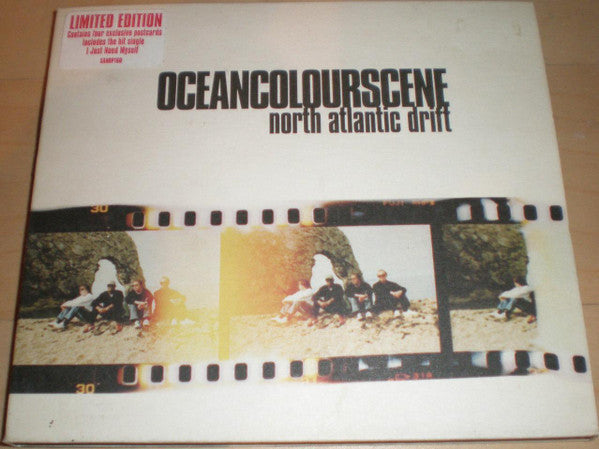 LIMITED EDITION
Contains four exclusive postcards
Includes the hit single
I Just Need Myself
SANDP160
OCEANCOLOURSCENE
north atlantic drift
30
30